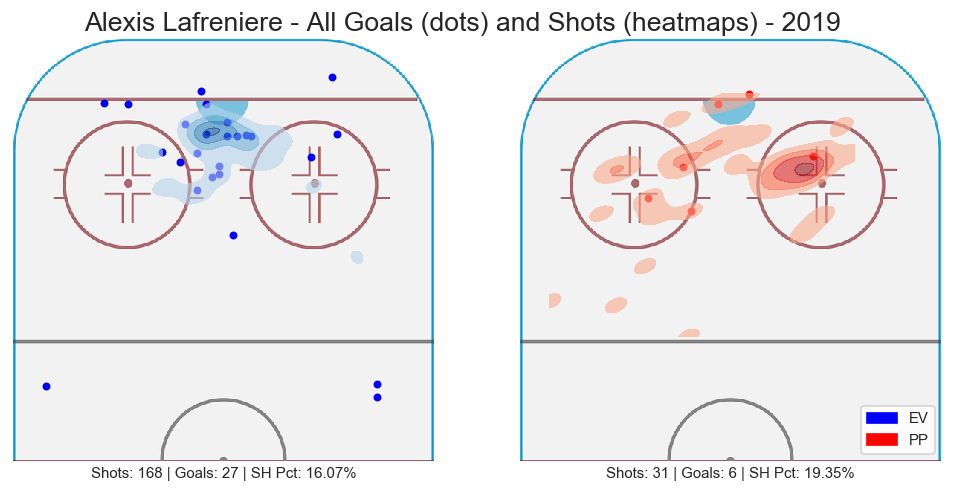 Alexis Lafreniere - All Goals (dots) and Shots (heatmaps) - 2019
EV
PP
Shots: 168 | Goals: 27 | SH Pct: 16.07%
Shots: 31 | Goals: 6 | SH Pct: 19.35%